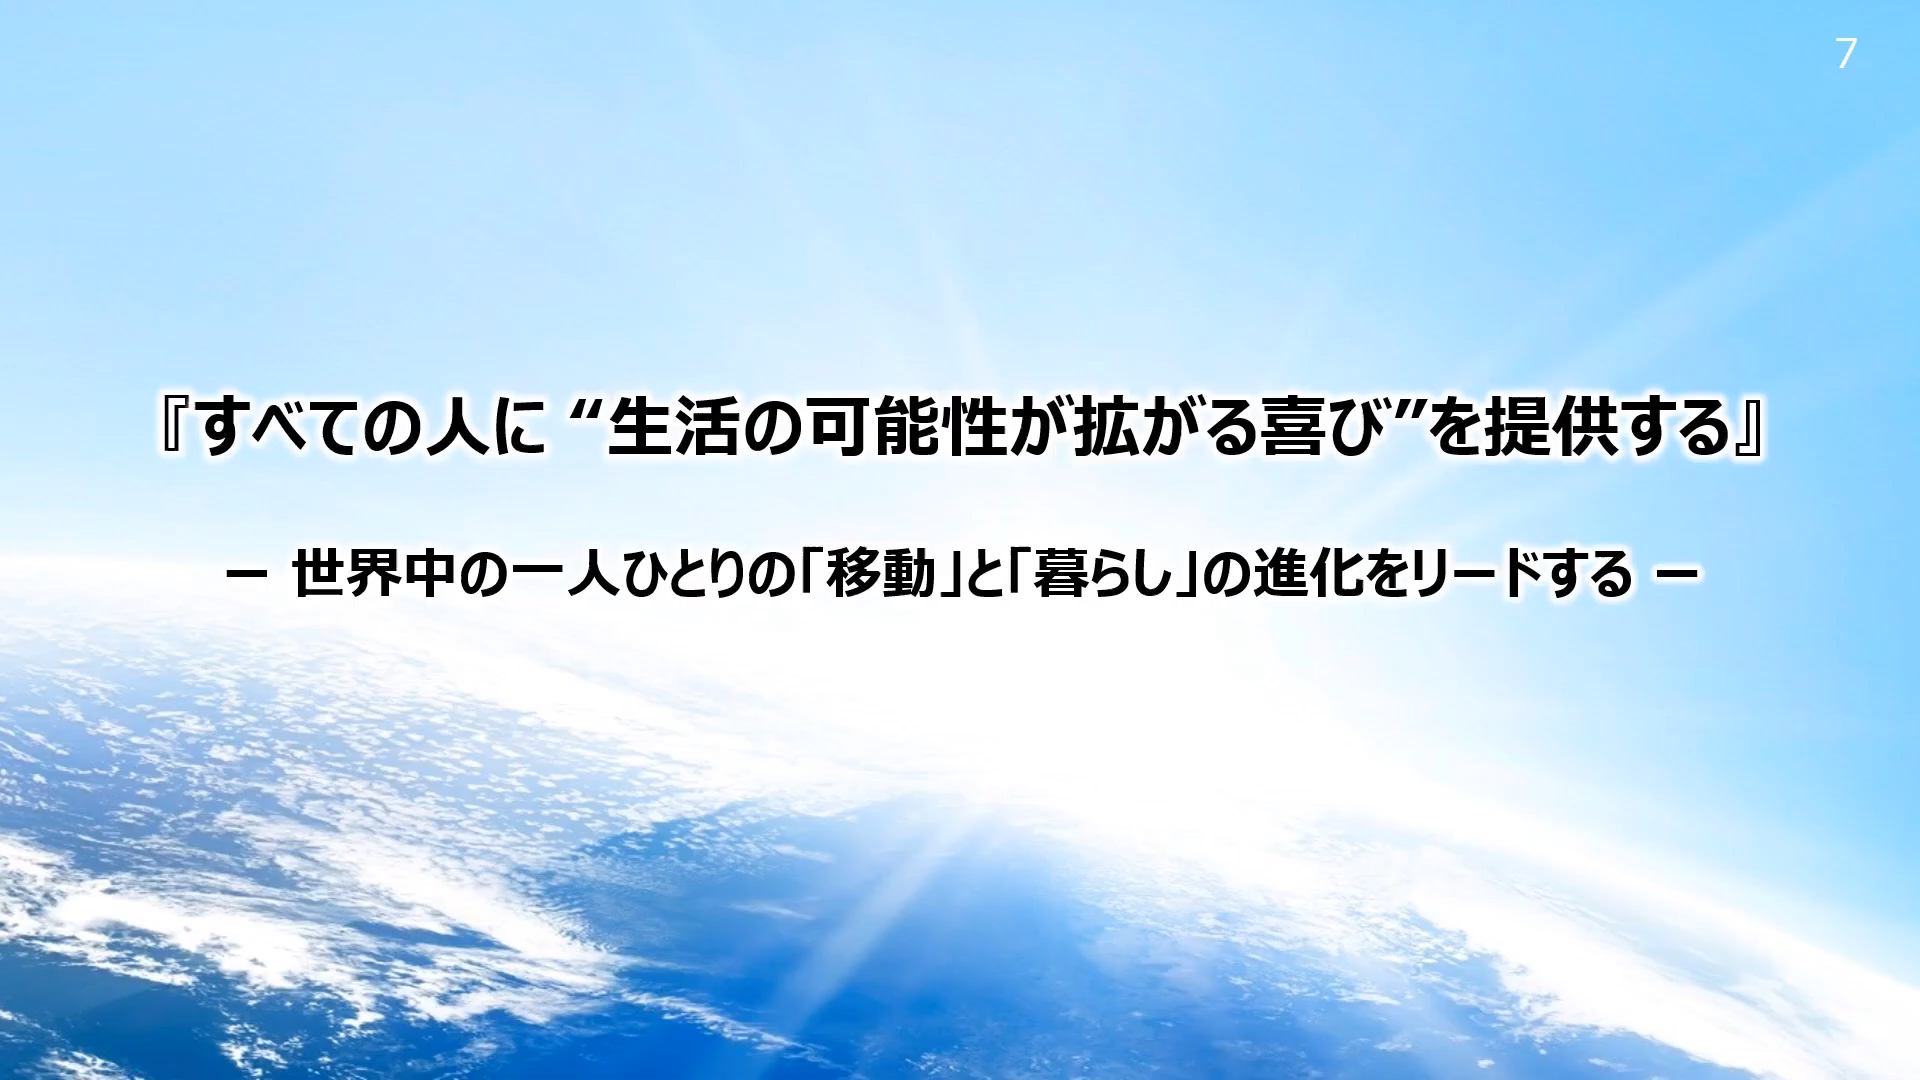 7
『すべての人に “生活の可能性が拡がる喜び”を提供する』
－ 世界中の一人ひとりの「移動」と「暮らし」の進化をリードする －